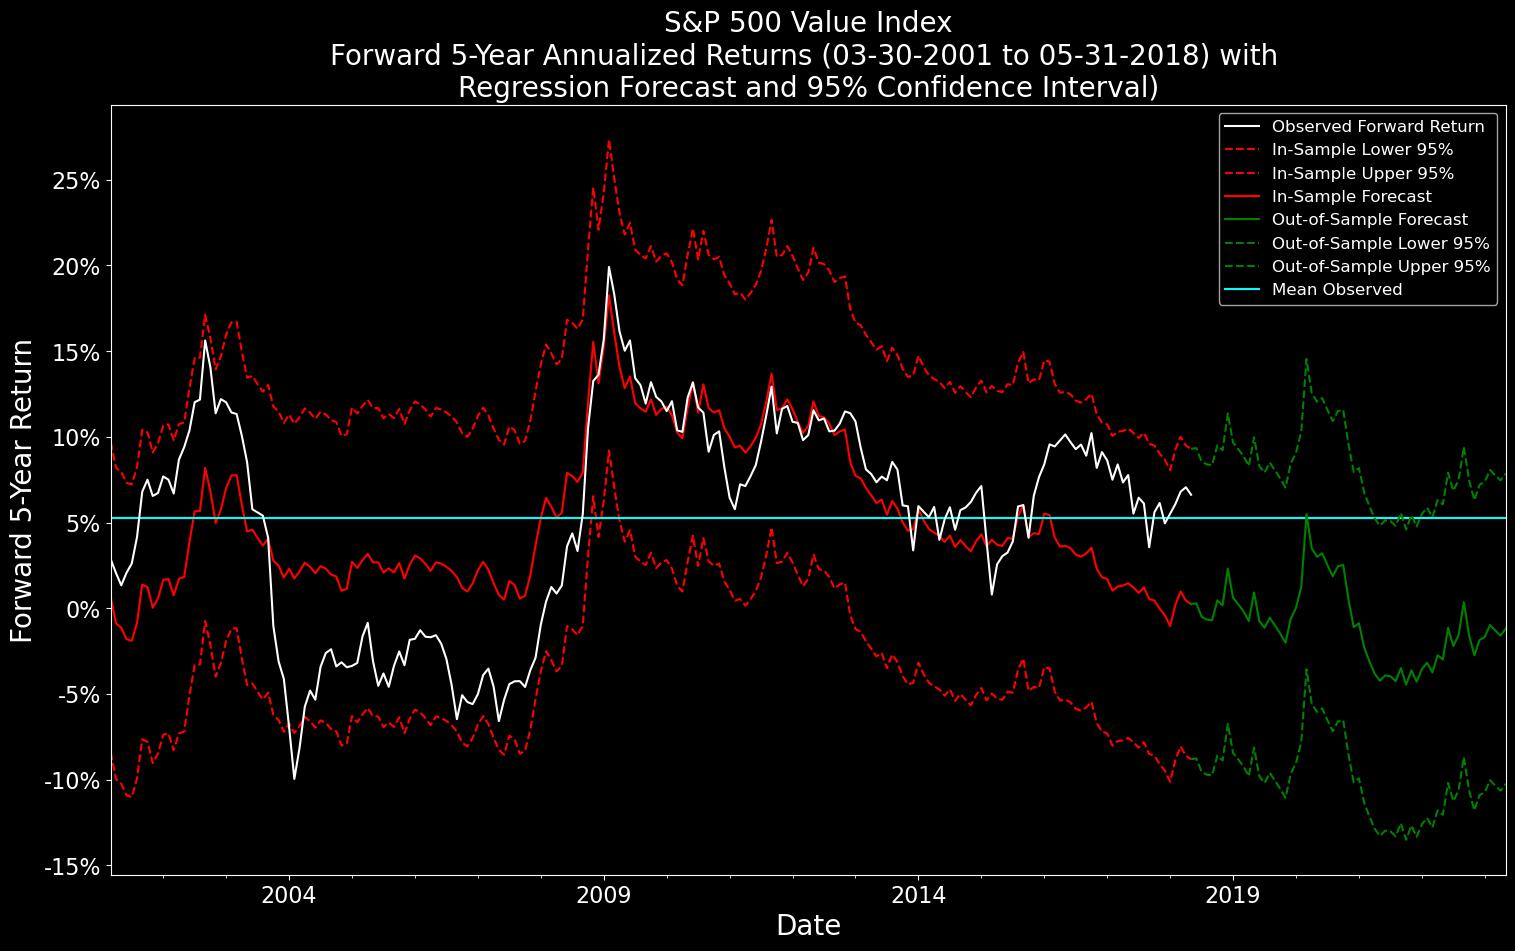 S&P 500 Value Index
Forward 5-Year Annualized Returns (03-30-2001 to 05-31-2018) with
Regression Forecast and 95% Confidence Interval)
Observed Forward Return
In-Sample Lower 95%
In-Sample Upper 95%
In-Sample Forecast
Out-of-Sample Forecast
Out-of-Sample Lower 95%
Out-of-Sample Upper 95%
Mean Observed
Forward 5-Year Return
25%
20%
15%
10%
5%
0%
-5%
-10%
-15%
2004
2009
2014
2019
Date